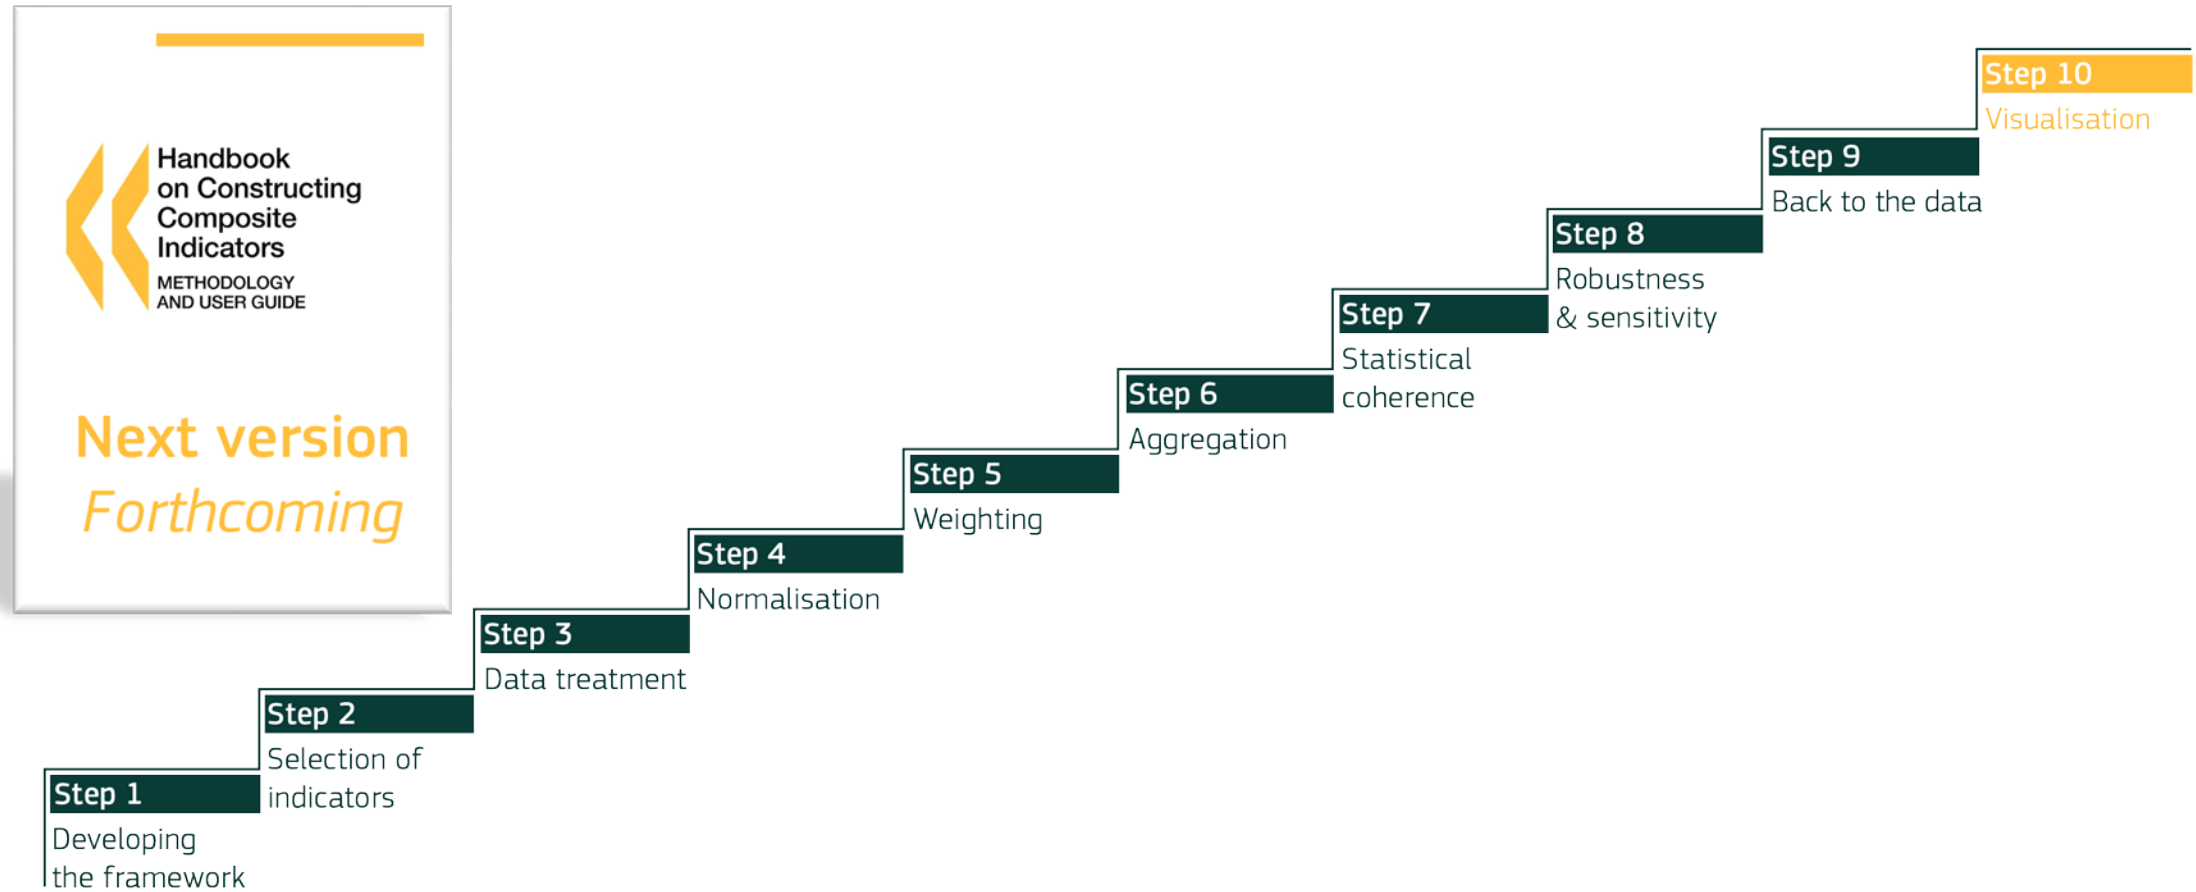 Handbook
on Constructing
Composite
Indicators
METHODOLOGY
AND USER GUIDE
Next version
Forthcoming
Step 1
Developing
the framework
Step 2
Selection of
indicators
Step 3
Data treatment
Step 4
Normalisation
Step 5
Weighting
Step 6
Aggregation
Step 7
Statistical
coherence
Step 8
Robustness
& sensitivity
Step 9
Back to the data
Step 10
Visualisation